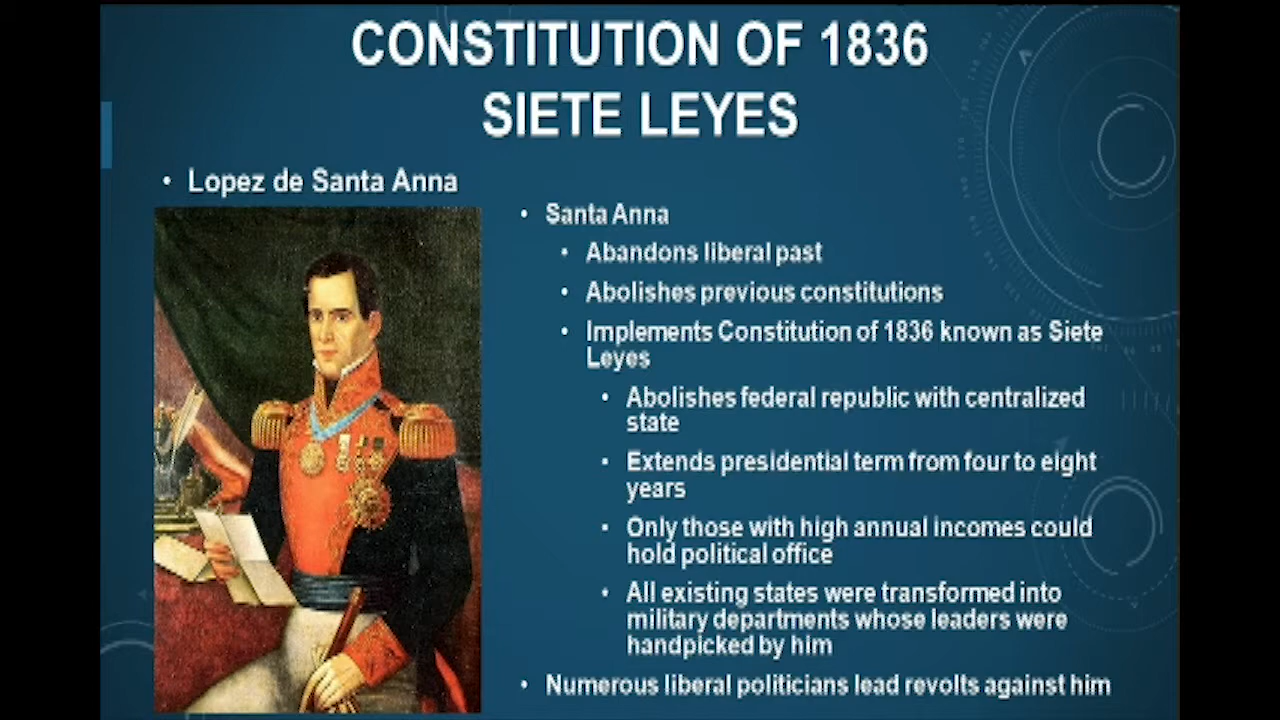 CONSTITUTION OF 1836
SIETE LEYES
• Lopez de Santa Anna
• Santa Anna
• Abandons liberal past
• Abolishes previous constitutions
• Implements Constitution of 1836 known as Siete
Leyes
• Abolishes federal republic with centralized
state
• Extends presidential term from four to eight
years
• Only those with high annual incomes could
hold political office
• All existing states were transformed into
military departments whose leaders were
handpicked by him
• Numerous liberal politicians lead revolts against him